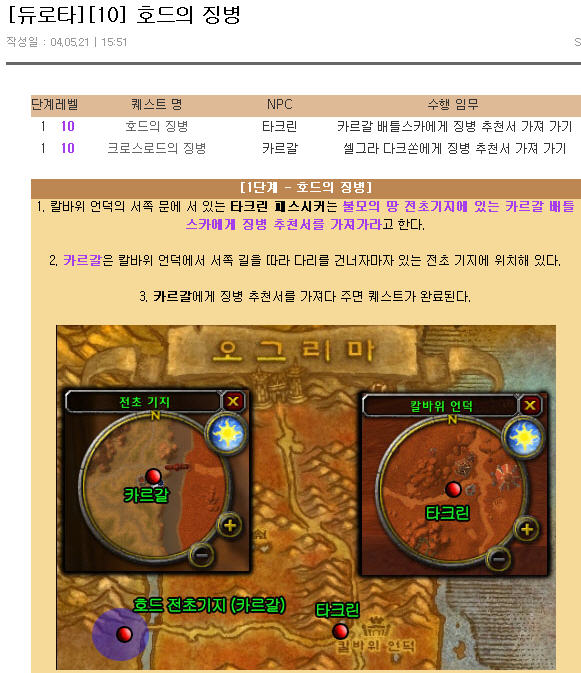 [듀로타][10] 호드의 징병
작성일 : 04,05,21 | 15:51
S
단계레벨 퀘스트 명 NPC 수행 임무
1 10 호드의 징병 타크린 카르갈 배틀스카에게 징병 추천서 가져 가기
1 10 크로스로드의 징병 카르갈 셀그라 다크쏜에게 징병 추천서 가져 가기
[1단계 - 호드의 징병]
1. 칼바위 언덕의 서쪽 문에 서 있는 타크린 패스시커는 불모의 땅 전초기지에 있는 카르갈 배틀
스카에게 징병 추천서를 가져가라고 한다.
2. 카르갈은 칼바위 언덕에서 서쪽 길을 따라 다리를 건너자마자 있는 전초 기지에 위치해 있다.
3. 카르갈에게 징병 추천서를 가져다 주면 퀘스트가 완료된다.
오그리마
전초 기지
N
카르갈
칼바위 언덕
N
타크린
호드 전초기지 (카르갈)
타크린
칼바위 언덕